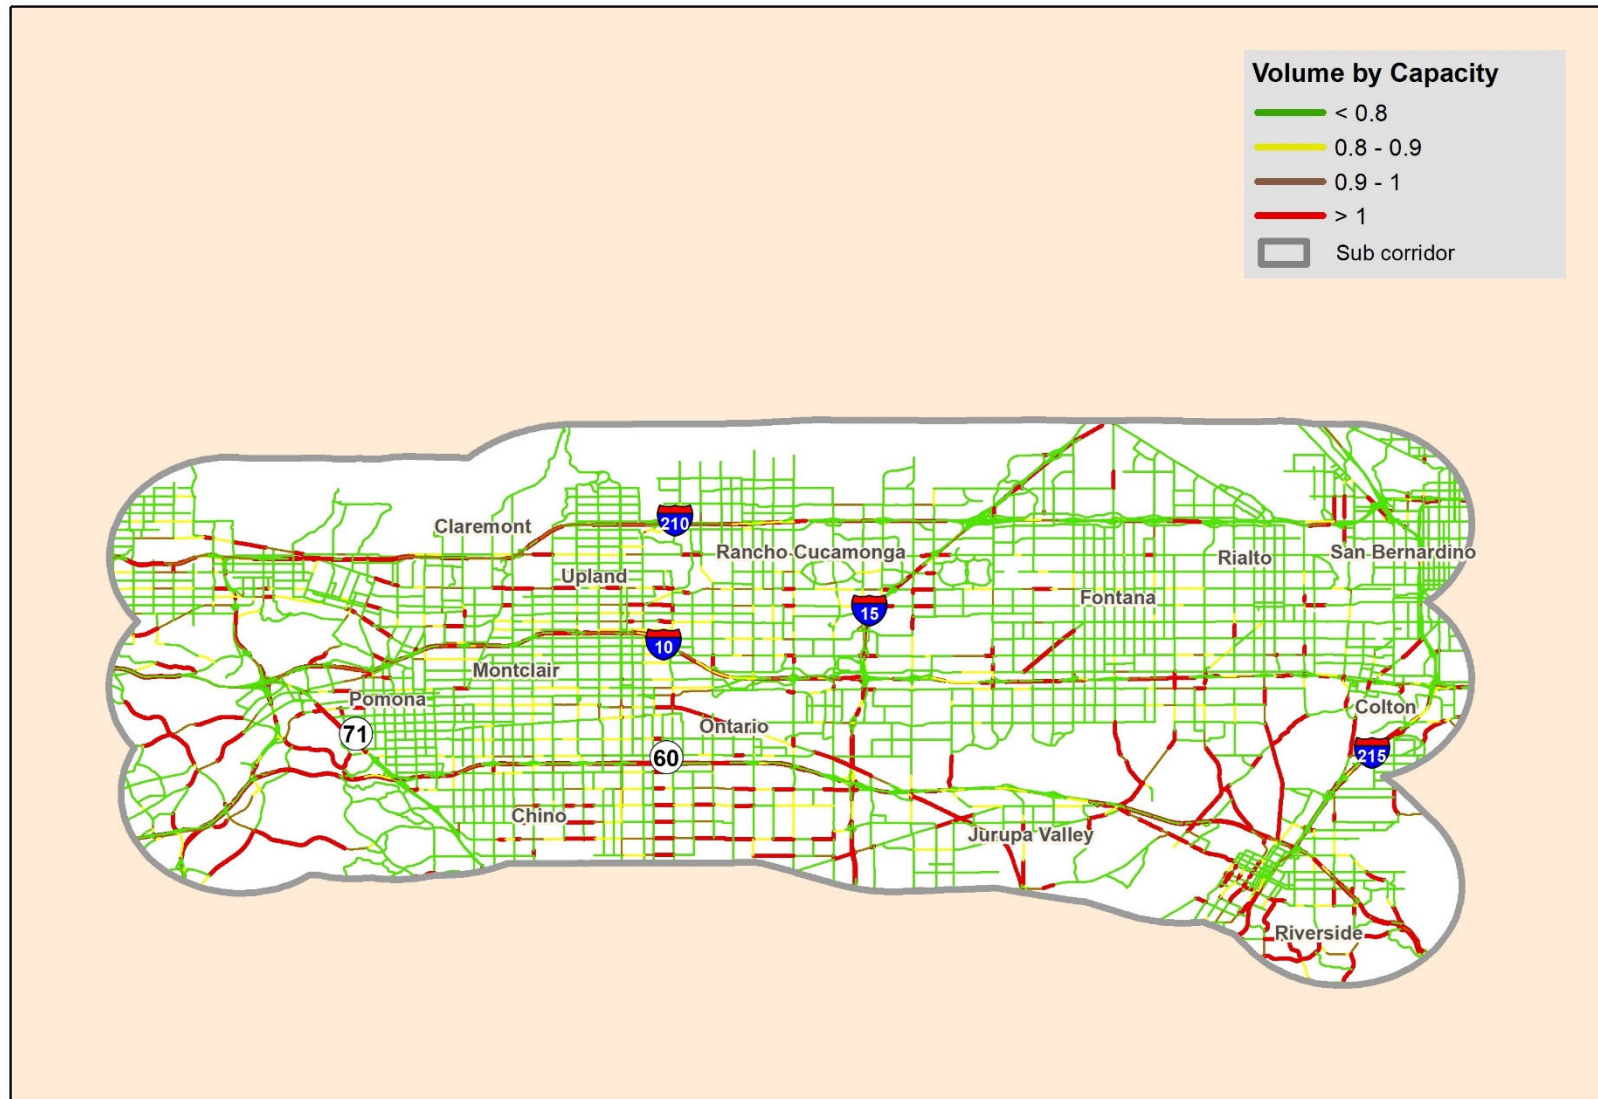 Volume by Capacity
< 0.8
0.8 - 0.9
0.9 - 1
> 1
Sub corridor
210
Claremont
Rancho Cucamonga
Rialto
San Bernardino
Upland
Fontana
15
10
Montclair
Pomona
Colton
Ontario
71
60
215
Chino
Jurupa Valley
Riverside